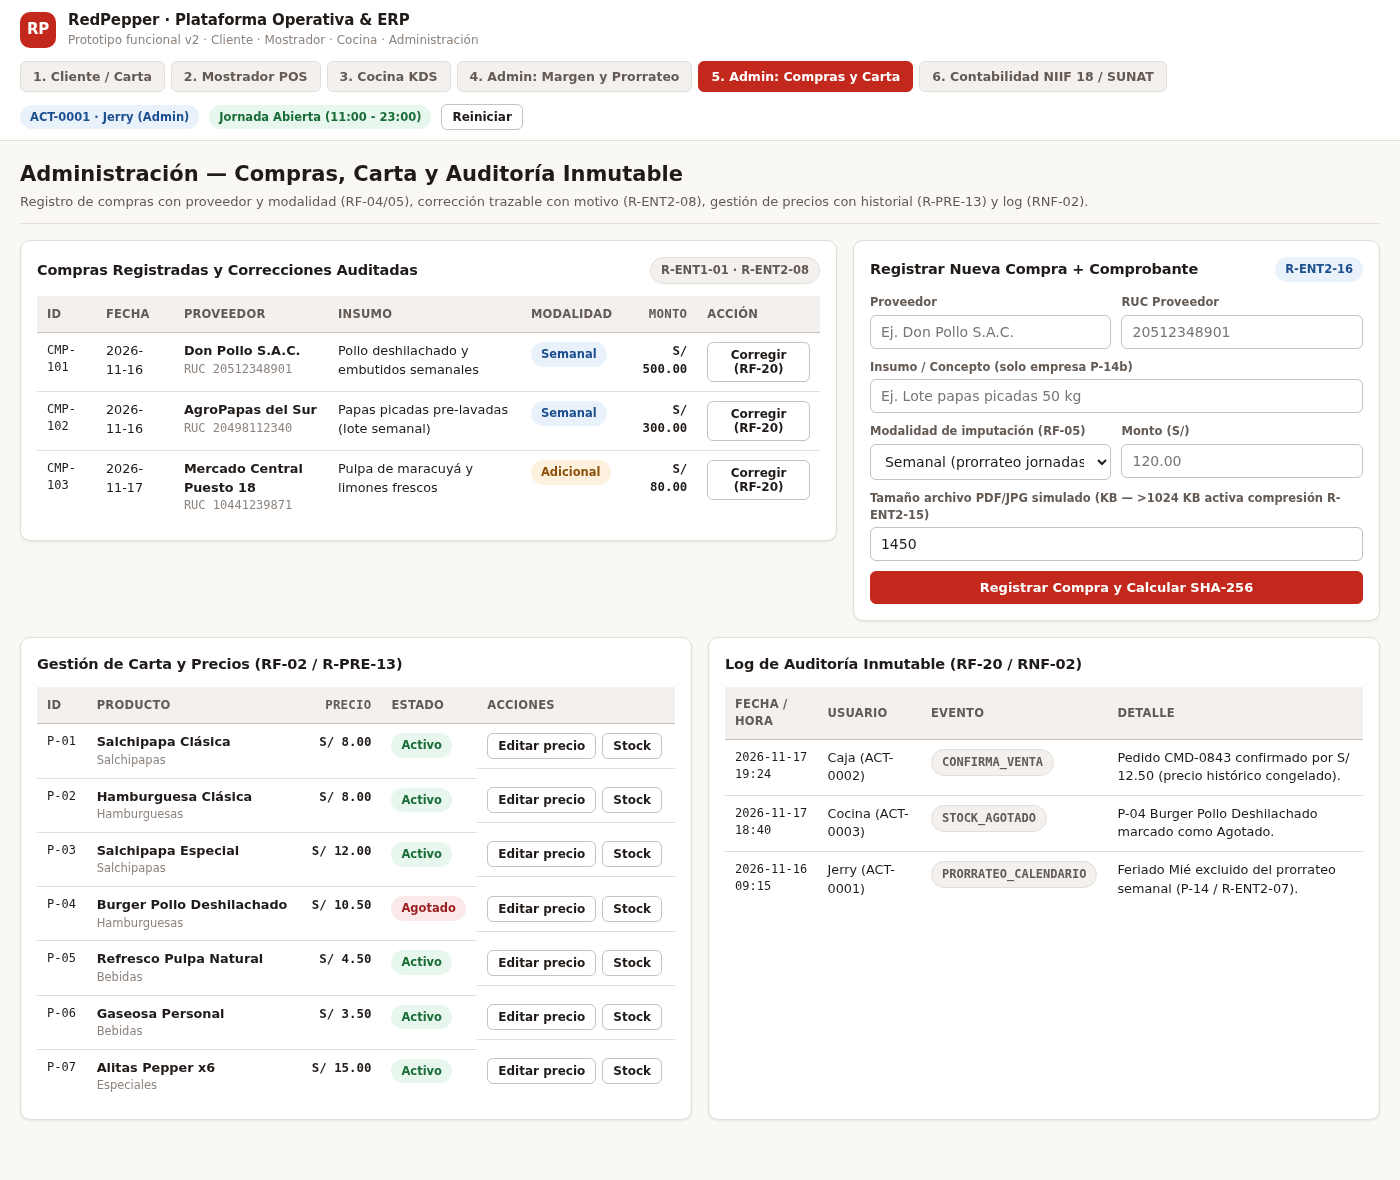 RP
RedPepper · Plataforma Operativa & ERP
Prototipo funcional v2 · Cliente · Mostrador · Cocina · Administración
1. Cliente / Carta
2. Mostrador POS
3. Cocina KDS
4. Admin: Margen y Prorrateo
5. Admin: Compras y Carta
6. Contabilidad NIIF 18 / SUNAT
ACT-0001 · Jerry (Admin)
Jornada Abierta (11:00 - 23:00)
Reiniciar
Administración — Compras, Carta y Auditoría Inmutable
Registro de compras con proveedor y modalidad (RF-04/05), corrección trazable con motivo (R-ENT2-08), gestión de precios con historial (R-PRE-13) y log (RNF-02).
Compras Registradas y Correcciones Auditadas
R-ENT1-01 · R-ENT2-08
ID FECHA PROVEEDOR INSUMO MODALIDAD MONTO ACCIÓN
CMP- 2026- Don Pollo S.A.C. Pollo deshilachado y Semanal S/ Corregir
101 11-16 RUC 20512348901 embutidos semanales 500.00 (RF-20)
CMP- 2026- AgroPapas del Sur Papas picadas pre-lavadas Semanal S/ Corregir
102 11-16 RUC 20498112340 (lote semanal) 300.00 (RF-20)
CMP- 2026- Mercado Central Pulpa de maracuyá y Adicional S/ Corregir
103 11-17 Puesto 18 limones frescos 80.00 (RF-20)
RUC 10441239871
Registrar Nueva Compra + Comprobante
R-ENT2-16
Proveedor RUC Proveedor
Ej. Don Pollo S.A.C. 20512348901
Insumo / Concepto (solo empresa P-14b)
Ej. Lote papas picadas 50 kg
Modalidad de imputación (RF-05) Monto (S/)
Semanal (prorrateo jornadas 120.00
Tamaño archivo PDF/JPG simulado (KB — >1024 KB activa compresión R-
ENT2-15)
1450
Registrar Compra y Calcular SHA-256
Gestión de Carta y Precios (RF-02 / R-PRE-13)
ID PRODUCTO PRECIO ESTADO ACCIONES
P-01 Salchipapa Clásica S/ 8.00 Activo Editar precio Stock
Salchipapas
P-02 Hamburguesa Clásica S/ 8.00 Activo Editar precio Stock
Hamburguesas
P-03 Salchipapa Especial S/ 12.00 Activo Editar precio Stock
Salchipapas
P-04 Burger Pollo Deshilachado S/ 10.50 Agotado Editar precio Stock
Hamburguesas
P-05 Refresco Pulpa Natural S/ 4.50 Activo Editar precio Stock
Bebidas
P-06 Gaseosa Personal S/ 3.50 Activo Editar precio Stock
Bebidas
P-07 Alitas Pepper x6 S/ 15.00 Activo Editar precio Stock
Especiales
Log de Auditoría Inmutable (RF-20 / RNF-02)
FECHA / USUARIO EVENTO DETALLE
HORA
2026-11-17 Caja (ACT- CONFIRMA_VENTA Pedido CMD-0843 confirmado por S/
19:24 0002) 12.50 (precio histórico congelado).
2026-11-17 Cocina (ACT- STOCK_AGOTADO P-04 Burger Pollo Deshilachado
18:40 0003) marcado como Agotado.
2026-11-16 Jerry (ACT- PRORRATEO_CALENDARIO Feriado Mié excluido del prorrateo
09:15 0001) semanal (P-14 / R-ENT2-07).